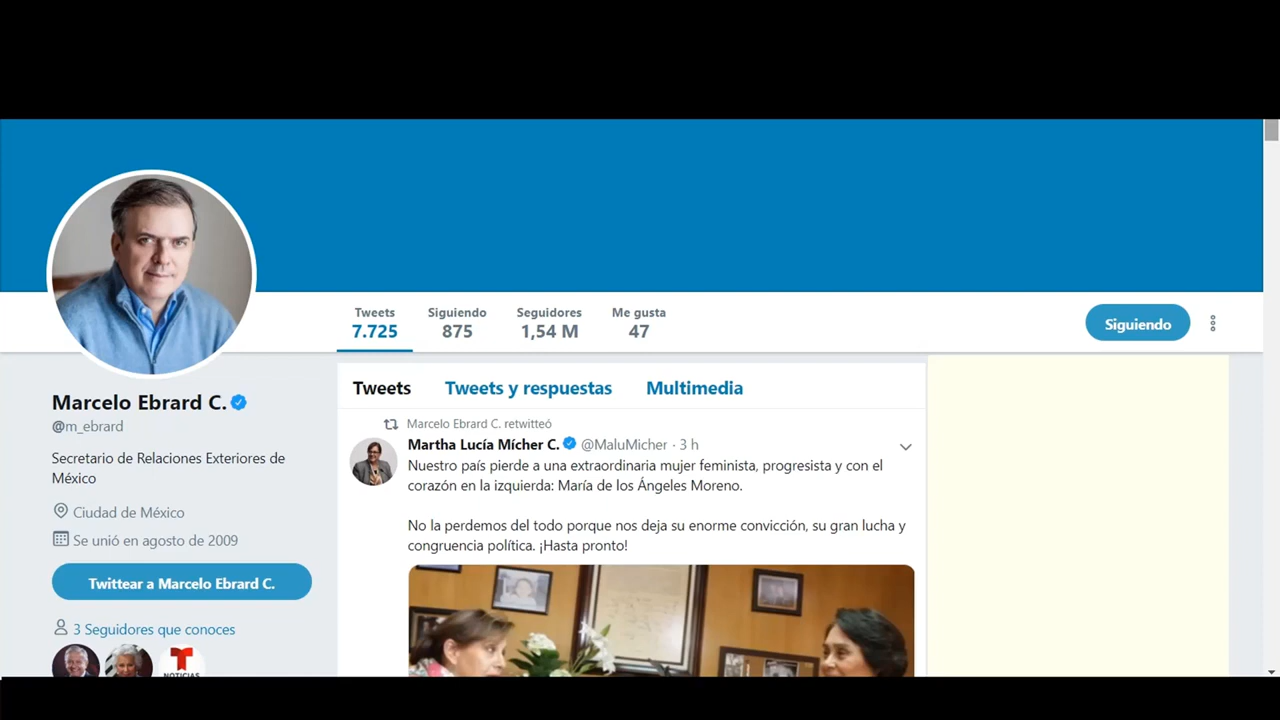 Tweets
7.725
Siguiendo
875
Seguidores
1,54 M
Me gusta
47
Siguiendo
Marcelo Ebrard C.
@m_ebrard
Secretario de Relaciones Exteriores de
México
Ciudad de México
Se unió en agosto de 2009
Twittear a Marcelo Ebrard C.
3 Seguidores que conoces
T
NOTICIAS
Tweets
Tweets y respuestas
Multimedia
Marcelo Ebrard C. retwitteó
Martha Lucía Mícher C. @MaluMicher · 3 h
Nuestro país pierde a una extraordinaria mujer feminista, progresista y con el
corazón en la izquierda: María de los Ángeles Moreno.
No la perdemos del todo porque nos deja su enorme convicción, su gran lucha y
congruencia política. ¡Hasta pronto!